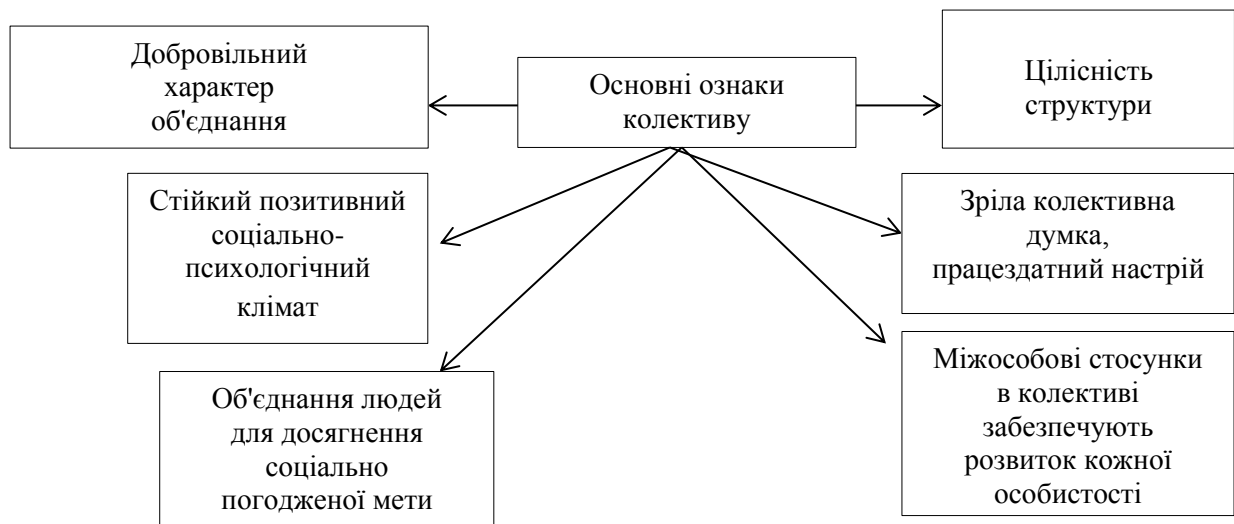 Добровільний
характер
об'єднання
Основні ознаки
колективу
Цілісність
структури
Стійкий позитивний
соціально-
психологічний
клімат
Зріла колективна
думка,
працездатний настрій
Об'єднання людей
для досягнення
соціально
погодженої мети
Міжособові стосунки
в колективі
забезпечують
розвиток кожної
особистості